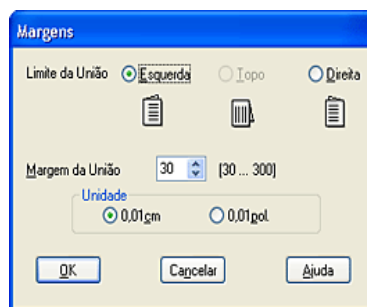 Margens
Limite da União Esquerda Topo Direita
Margem da União 30 [30 ... 300]
Unidade
0,01cm 0,01pol.
OK Cancelar Ajuda